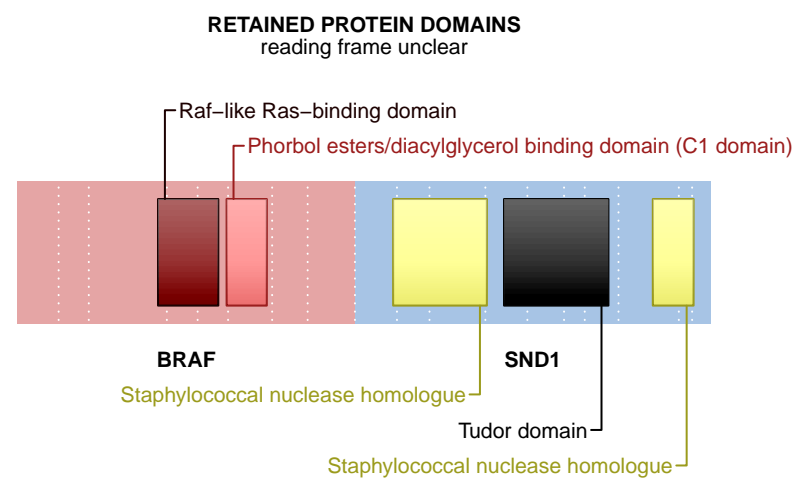 RETAINED PROTEIN DOMAINS
reading frame unclear
Raf−like Ras−binding domain
Phorbol esters/diacylglycerol binding domain (C1 domain)
BRAF
SND1
Staphylococcal nuclease homologue
Tudor domain
Staphylococcal nuclease homologue